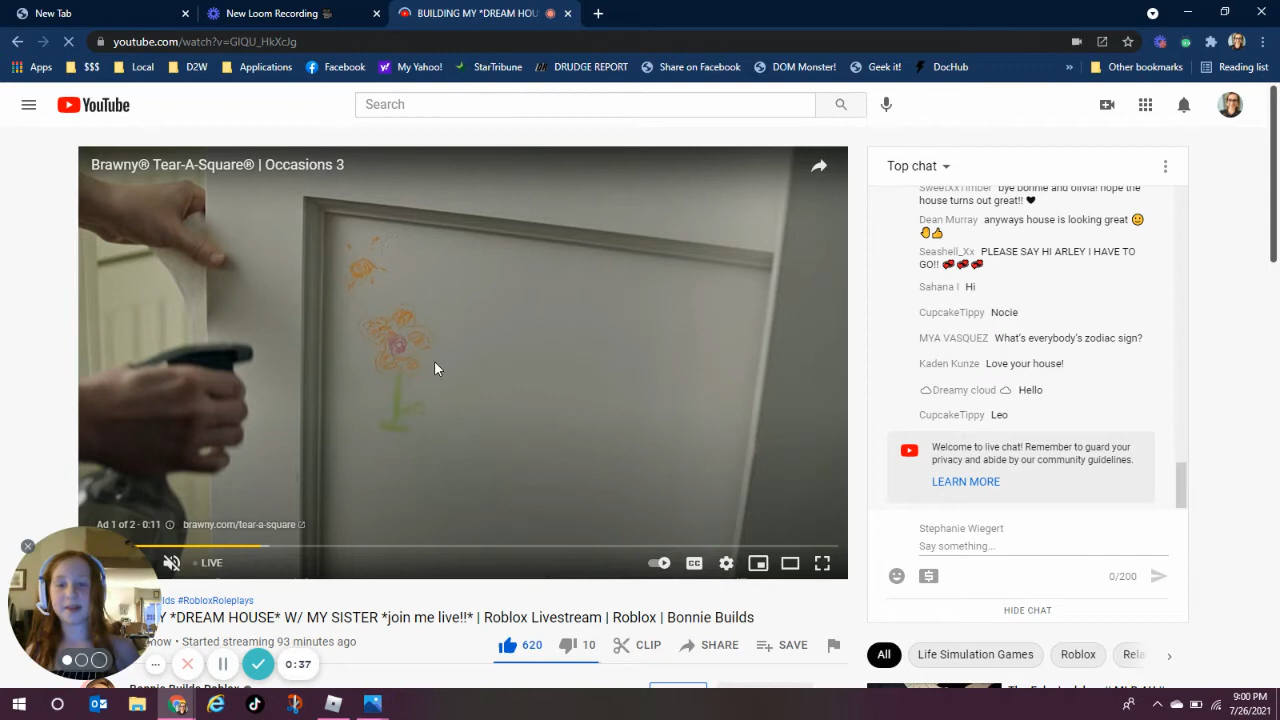 New Tab
New Loom Recording
BUILDING MY *DREAM HOU
youtube.com/watch?v=GlQU_HkXcJg
Apps
$$$
Local
D2W
Applications
Facebook
My Yahoo!
StarTribune
DRUDGE REPORT
Share on Facebook
DOM Monster!
Geek it!
DocHub
»
Other bookmarks
Reading list
YouTube
Search
Brawny® Tear-A-Square® | Occasions 3
Top chat
SweetXxTimber bye bonnie and olivia! hope the
house turns out great!! ❤
Dean Murray anyways house is looking great 🙂
🤚👍
Seashell_Xx PLEASE SAY HI ARLEY I HAVE TO
GO!!
Sahana I Hi
CupcakeTippy Nocie
MYA VASQUEZ What's everybody's zodiac sign?
Kaden Kunze Love your house!
Dreamy cloud Hello
CupcakeTippy Leo
Welcome to live chat! Remember to guard your
privacy and abide by our community guidelines.
LEARN MORE
Ad 1 of 2 · 0:11
brawny.com/tear-a-square
LIVE
CC
Stephanie Wiegert
Say something...
0/200
HIDE CHAT
lds #RobloxRoleplays
Y *DREAM HOUSE* W/ MY SISTER *join me live!!* | Roblox Livestream | Roblox | Bonnie Builds
now • Started streaming 93 minutes ago
620
10
CLIP
SHARE
SAVE
0:37
All
Life Simulation Games
Roblox
Rela
9:00 PM
7/26/2021